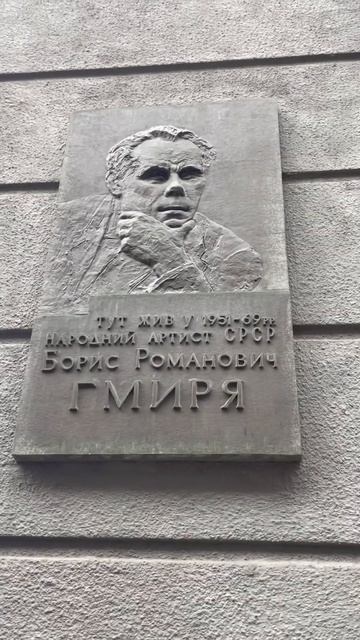 ТУТ ЖИВ У 1951-69 рр
НАРОДНИЙ АРТИСТ СРСР
БОРИС РОМАНОВИЧ
ГМИРЯ